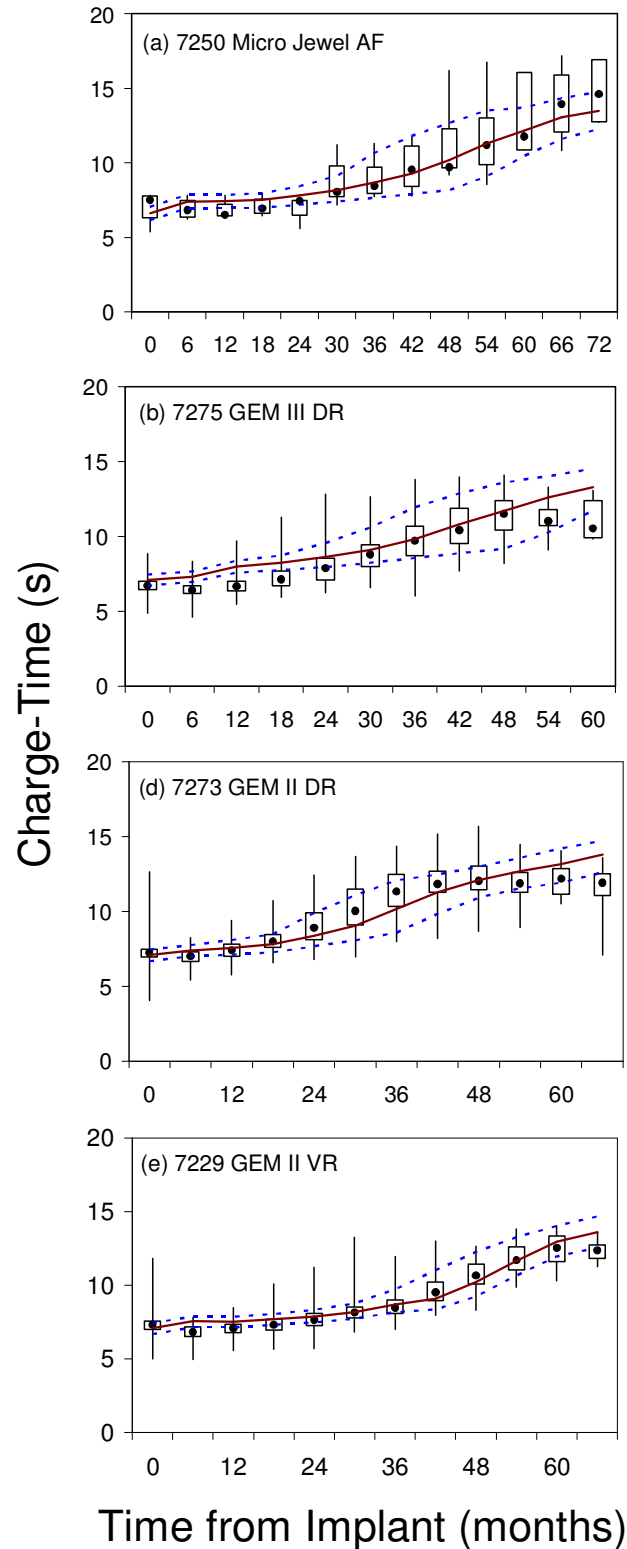 Charge-Time (s)
(a) 7250 Micro Jewel AF
20
15
10
5
0
0 6 12 18 24 30 36 42 48 54 60 66 72
(b) 7275 GEM III DR
20
15
10
5
0
0 6 12 18 24 30 36 42 48 54 60
(d) 7273 GEM II DR
20
15
10
5
0
0 12 24 36 48 60
(e) 7229 GEM II VR
20
15
10
5
0
0 12 24 36 48 60
Time from Implant (months)